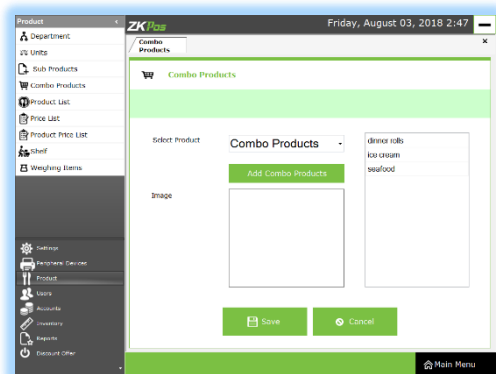 Product
Department
Units
Sub Products
Combo Products
Product List
Price List
Product Price List
Shelf
Weighing Items
Settings
Peripheral Devices
Product
Users
Accounts
Inventory
Reports
Discount Offer
ZKPos
Friday, August 03, 2018 2:47
Combo
Products
×
Combo Products
Select Product
Combo Products
Add Combo Products
Image
dinner rolls
ice cream
seafood
Save
Cancel
Main Menu